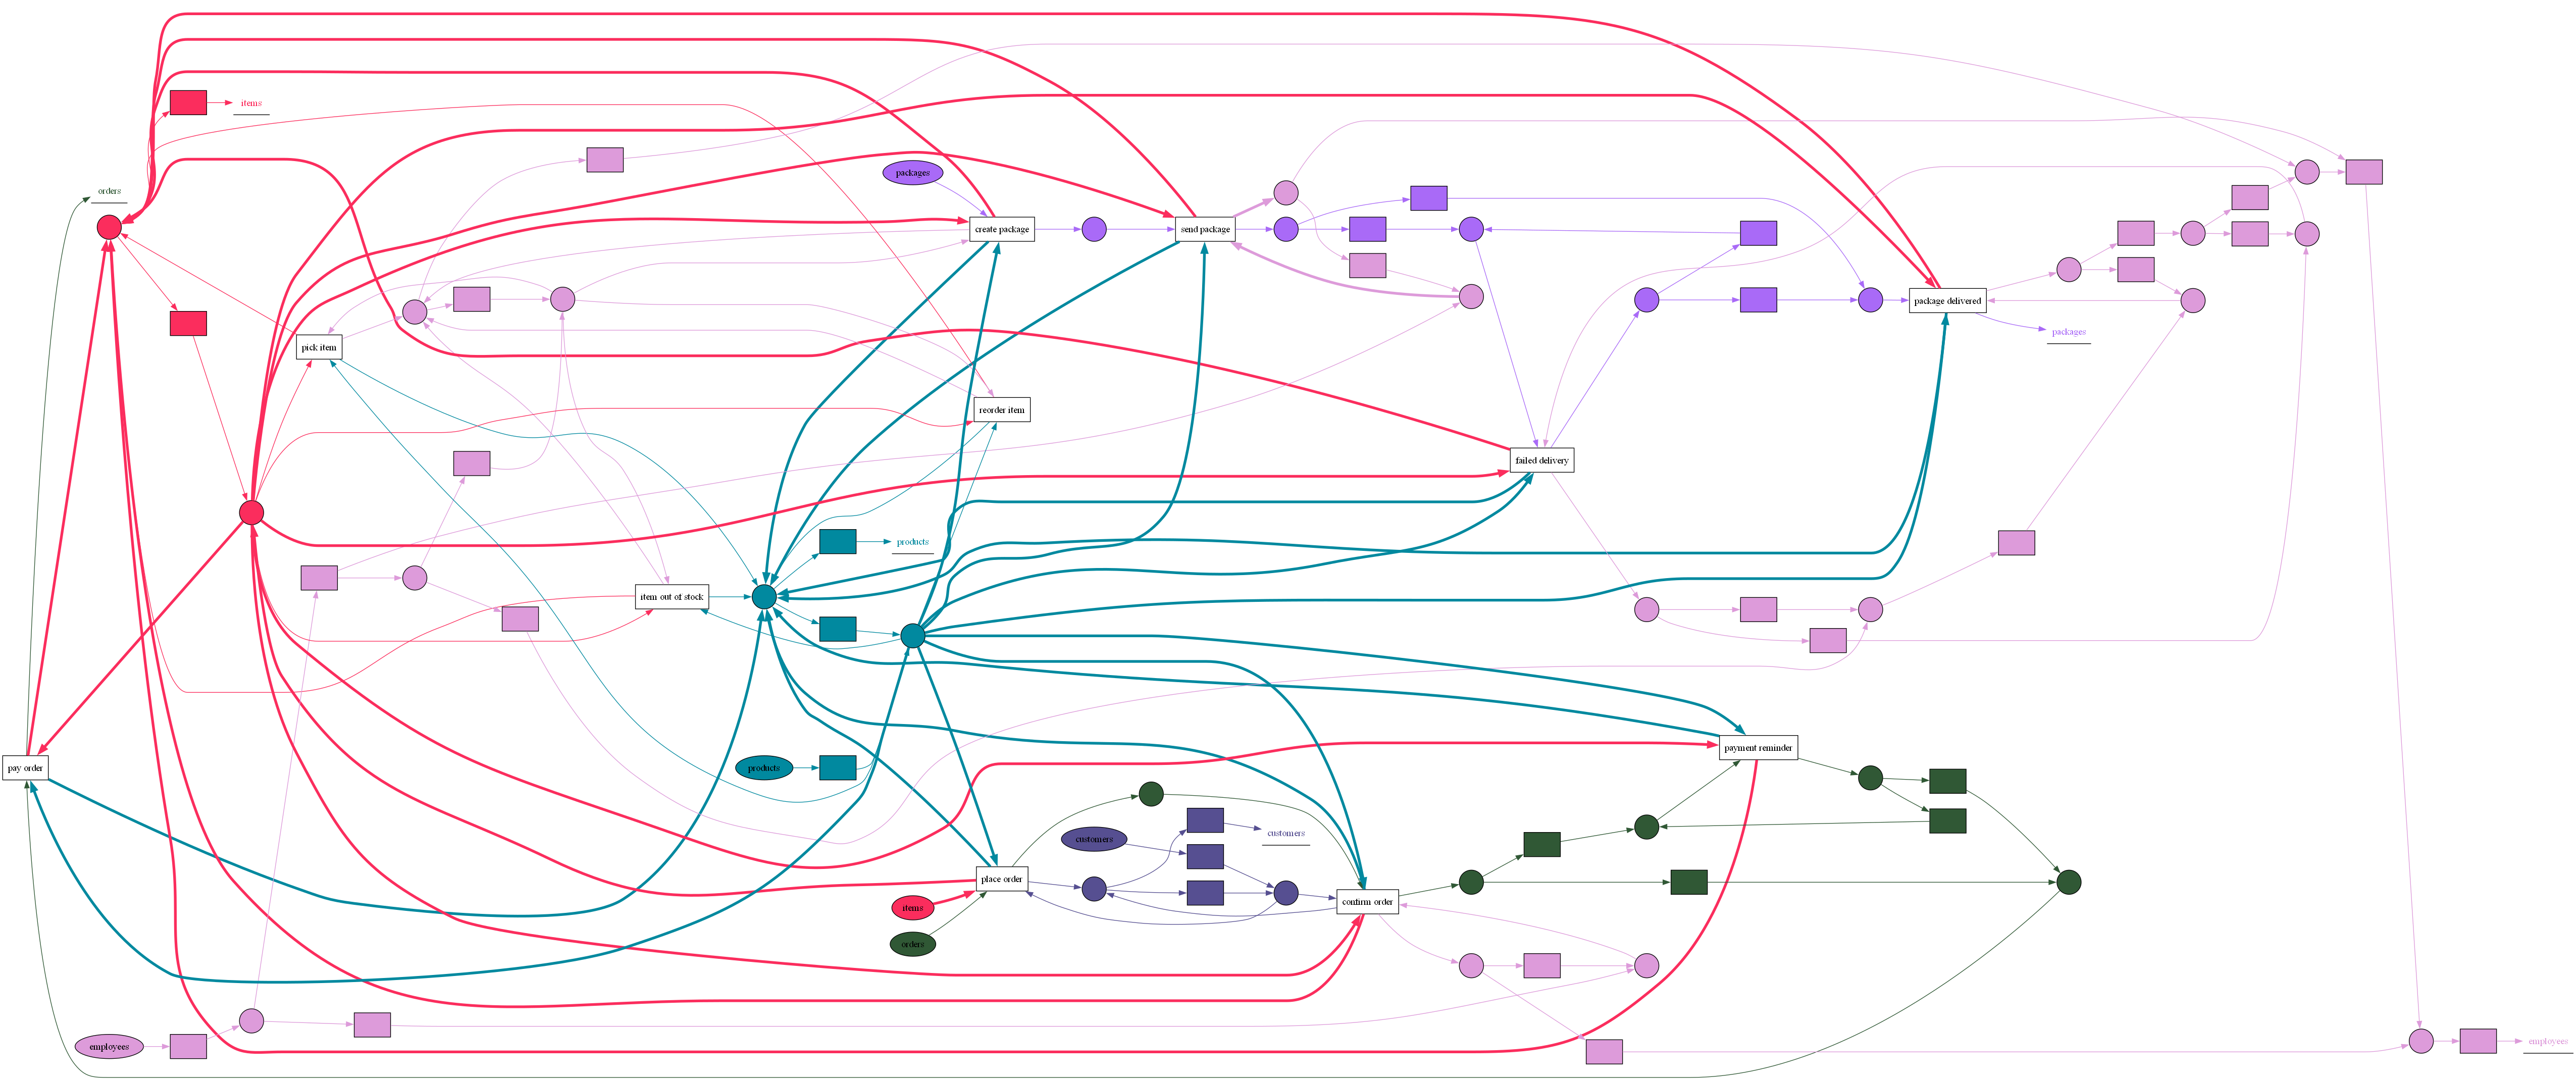 items
packages
orders
create package
send package
package delivered
packages
pick item
reorder item
failed delivery
products
item out of stock
payment reminder
pay order
products
customers
customers
place order
items
confirm order
orders
employees
employees